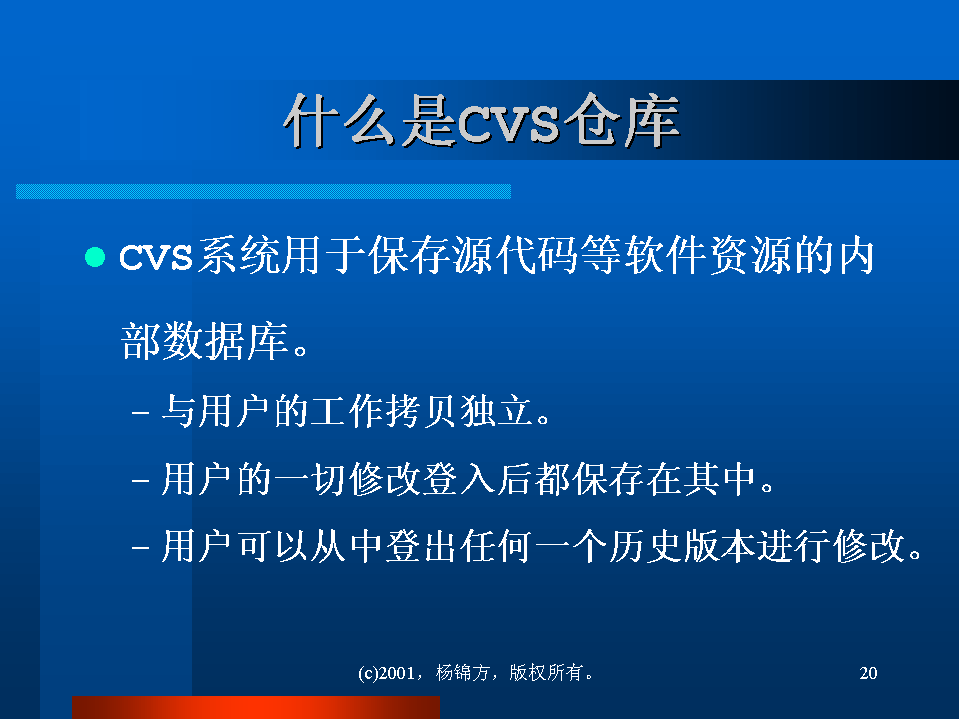 什么是CVS仓库
CVS系统用于保存源代码等软件资源的内
部数据库。
–与用户的工作拷贝独立。
–用户的一切修改登入后都保存在其中。
–用户可以从中登出任何一个历史版本进行修改。
(c)2001，杨锦方，版权所有。
20